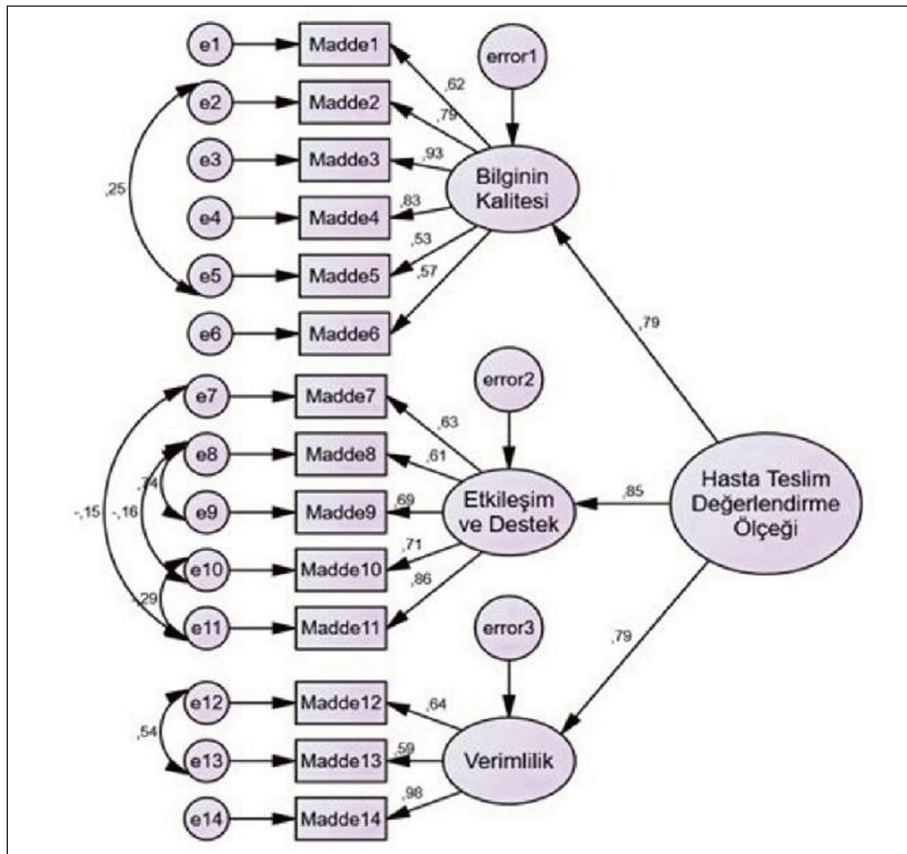 e1
Madde1
error1
,62
e2
Madde2
,79
e3
Madde3
,93
Bilginin
Kalitesi
,25
e4
Madde4
,83
e5
Madde5
,53
,57
e6
Madde6
,79
e7
Madde7
error2
,63
e8
Madde8
,61
,74
-,15
-,16
e9
Madde9
,69
Etkileşim
ve Destek
,85
Hasta Teslim
Değerlendirme
Ölçeği
e10
Madde10
,71
-,29
e11
Madde11
,86
error3
,79
e12
Madde12
,64
,54
e13
Madde13
,59
Verimlilik
e14
Madde14
,98